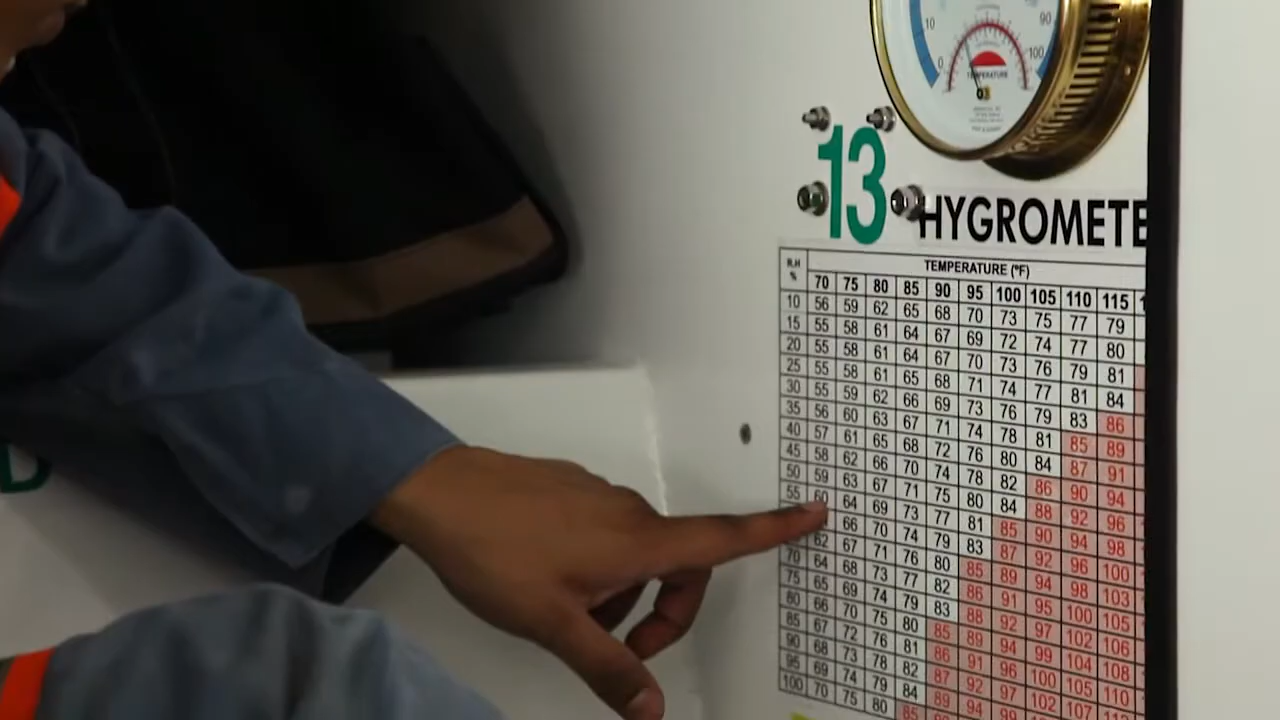 10
0
90
100
TEMPERATURE
13
HYGROMETE
R.H % TEMPERATURE (°F)
70 75 80 85 90 95 100 105 110 115
10 56 59 62 65 68 70 73 75 77 79
15 55 58 61 64 67 69 72 74 77 80
20 55 58 61 64 67 70 73 76 79 81
25 55 58 61 65 68 71 74 77 81 84
30 55 59 62 66 69 73 76 79 83 86
35 56 60 63 67 71 74 78 81 85 89
40 57 61 65 68 72 76 80 84 87 91
45 58 62 66 70 74 78 82 86 90 94
50 59 63 67 71 75 80 84 88 92 96
55 60 64 69 73 77 81 85 90 94 98
66 70 74 79 83 87 92 96 100
62 67 71 76 80 85 89 94 98 103
70 64 68 73 77 82 86 91 95 100 105
75 65 69 74 79 83 88 92 97 102 106
80 66 70 75 80 85 89 94 99 104 108
85 67 72 76 81 86 91 96 100 105 110
90 68 73 78 82 87 92 97 102
95 69 74 79 84 89 94 99
100 70 75 80 85